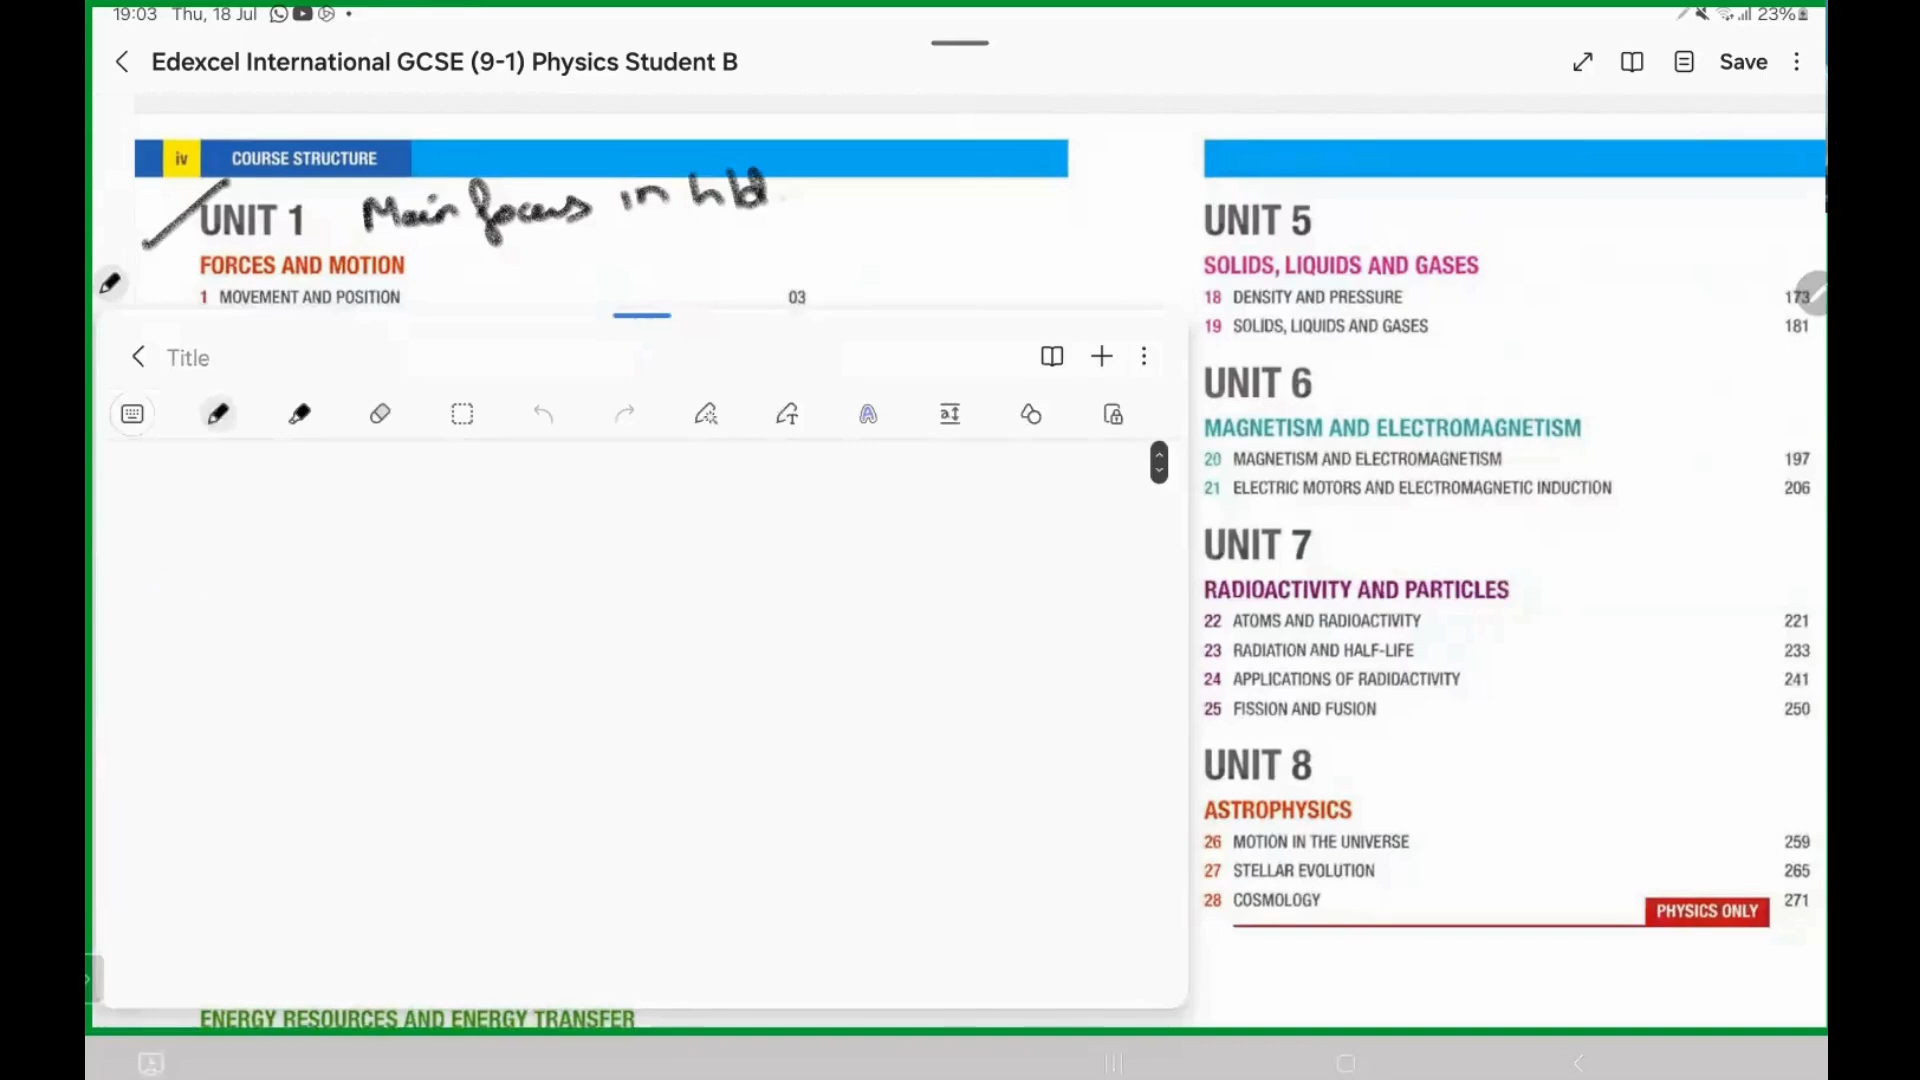 19:03 Thu, 18 Jul
23%
Edexcel International GCSE (9-1) Physics Student B
Save
iv COURSE STRUCTURE
UNIT 1 Main focus in
FORCES AND MOTION
1 MOVEMENT AND POSITION 03
Title
ENERGY RESOURCES AND ENERGY TRANSFER
UNIT 5
SOLIDS, LIQUIDS AND GASES
18 DENSITY AND PRESSURE 173
19 SOLIDS, LIQUIDS AND GASES 181
UNIT 6
MAGNETISM AND ELECTROMAGNETISM
20 MAGNETISM AND ELECTROMAGNETISM 197
21 ELECTRIC MOTORS AND ELECTROMAGNETIC INDUCTION 206
UNIT 7
RADIOACTIVITY AND PARTICLES
22 ATOMS AND RADIOACTIVITY 221
23 RADIATION AND HALF-LIFE 233
24 APPLICATIONS OF RADIOACTIVITY 241
25 FISSION AND FUSION 250
UNIT 8
ASTROPHYSICS
26 MOTION IN THE UNIVERSE 259
27 STELLAR EVOLUTION 265
28 COSMOLOGY 271
PHYSICS ONLY